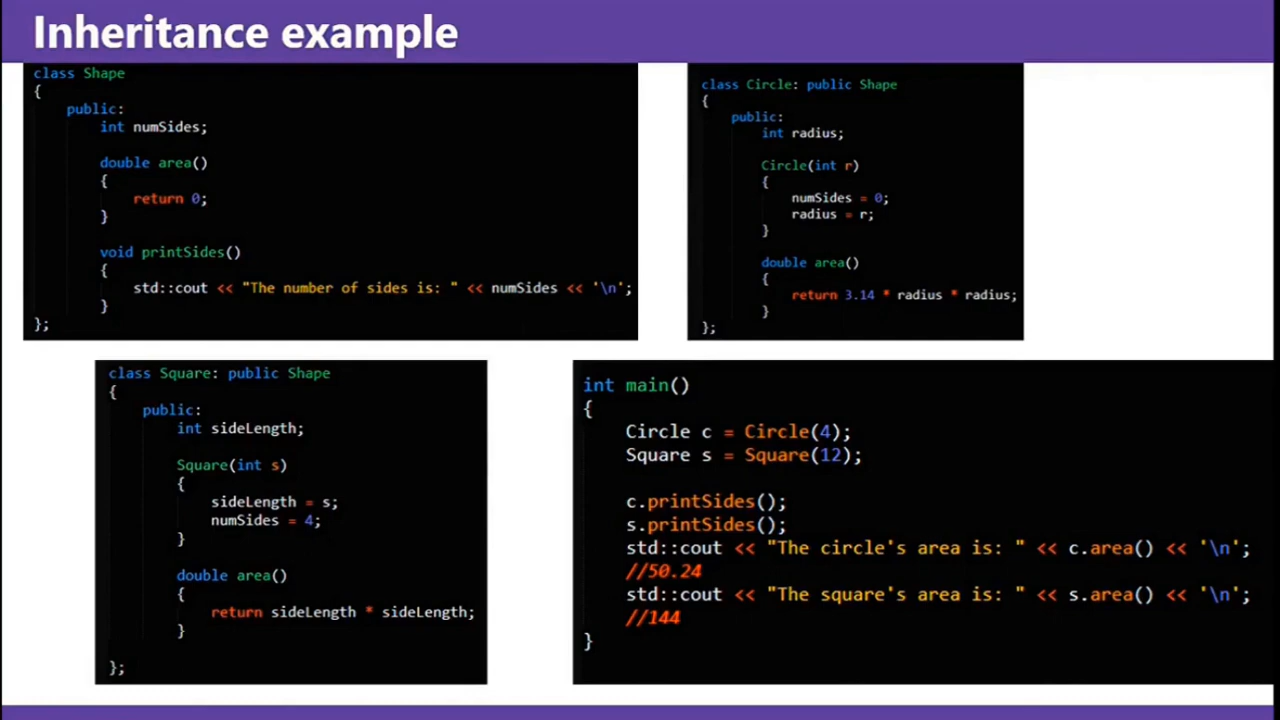 Inheritance example
class Shape
{
public:
int numSides;
double area()
{
return 0;
}
void printSides()
{
std::cout << "The number of sides is: " << numSides << '\n';
}
};
class Circle: public Shape
{
public:
int radius;
Circle(int r)
{
numSides = 0;
radius = r;
}
double area()
{
return 3.14 * radius * radius;
}
};
class Square: public Shape
{
public:
int sideLength;
Square(int s)
{
sideLength = s;
numSides = 4;
}
double area()
{
return sideLength * sideLength;
}
};
int main()
{
Circle c = Circle(4);
Square s = Square(12);
c.printSides();
s.printSides();
std::cout << "The circle's area is: " << c.area() << '\n';
//50.24
std::cout << "The square's area is: " << s.area() << '\n';
//144
}